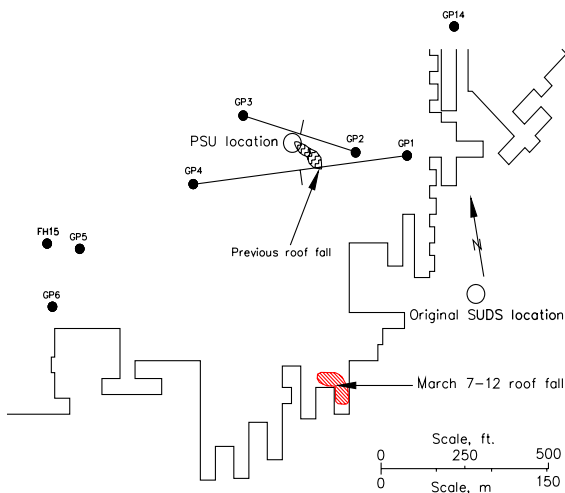 GP14
GP3
PSU location
GP2
GP1
GP4
Previous roof fall
N
FH15
GP5
GP6
Original SUDS location
March 7-12 roof fall
Scale, ft.
0 250 500
0 150
Scale, m